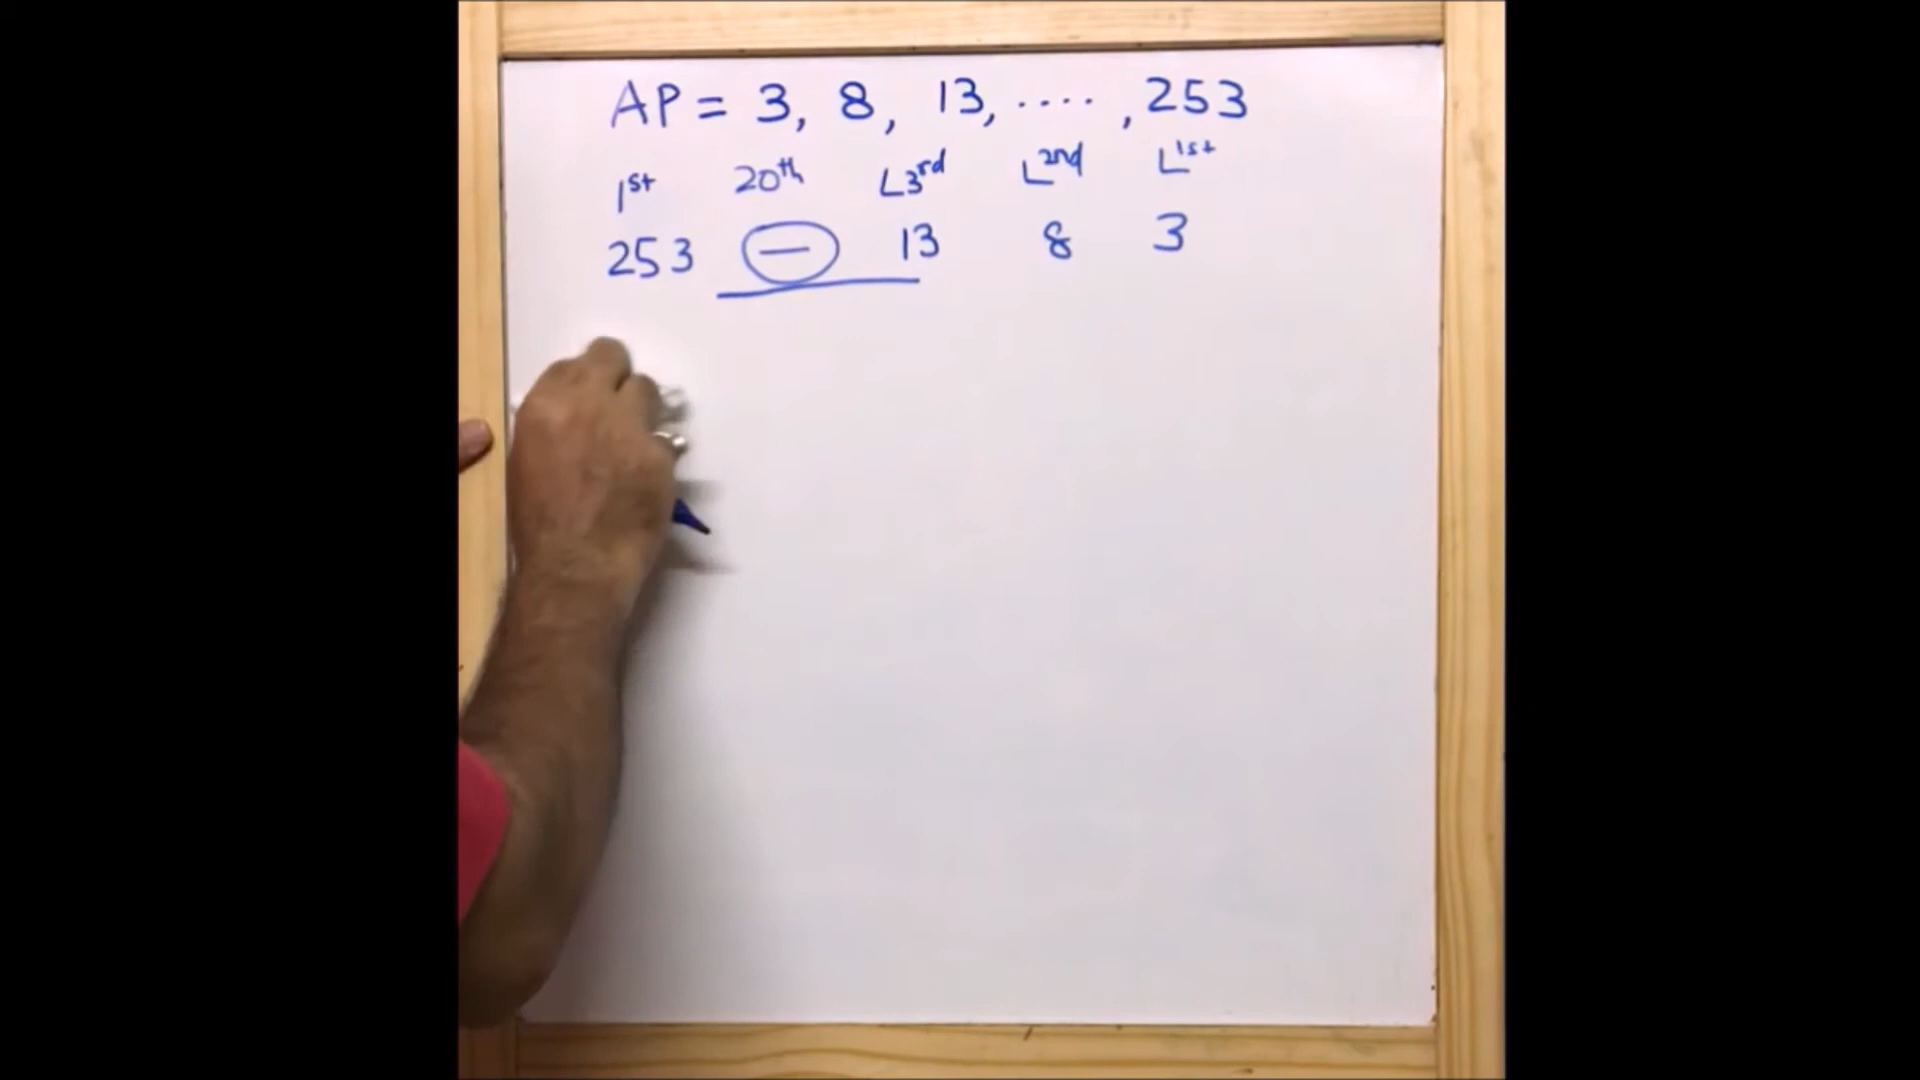 AP = 3, 8, 13, ...., 253
1st 20th L3rd L2nd L1st
253 — 13 8 3